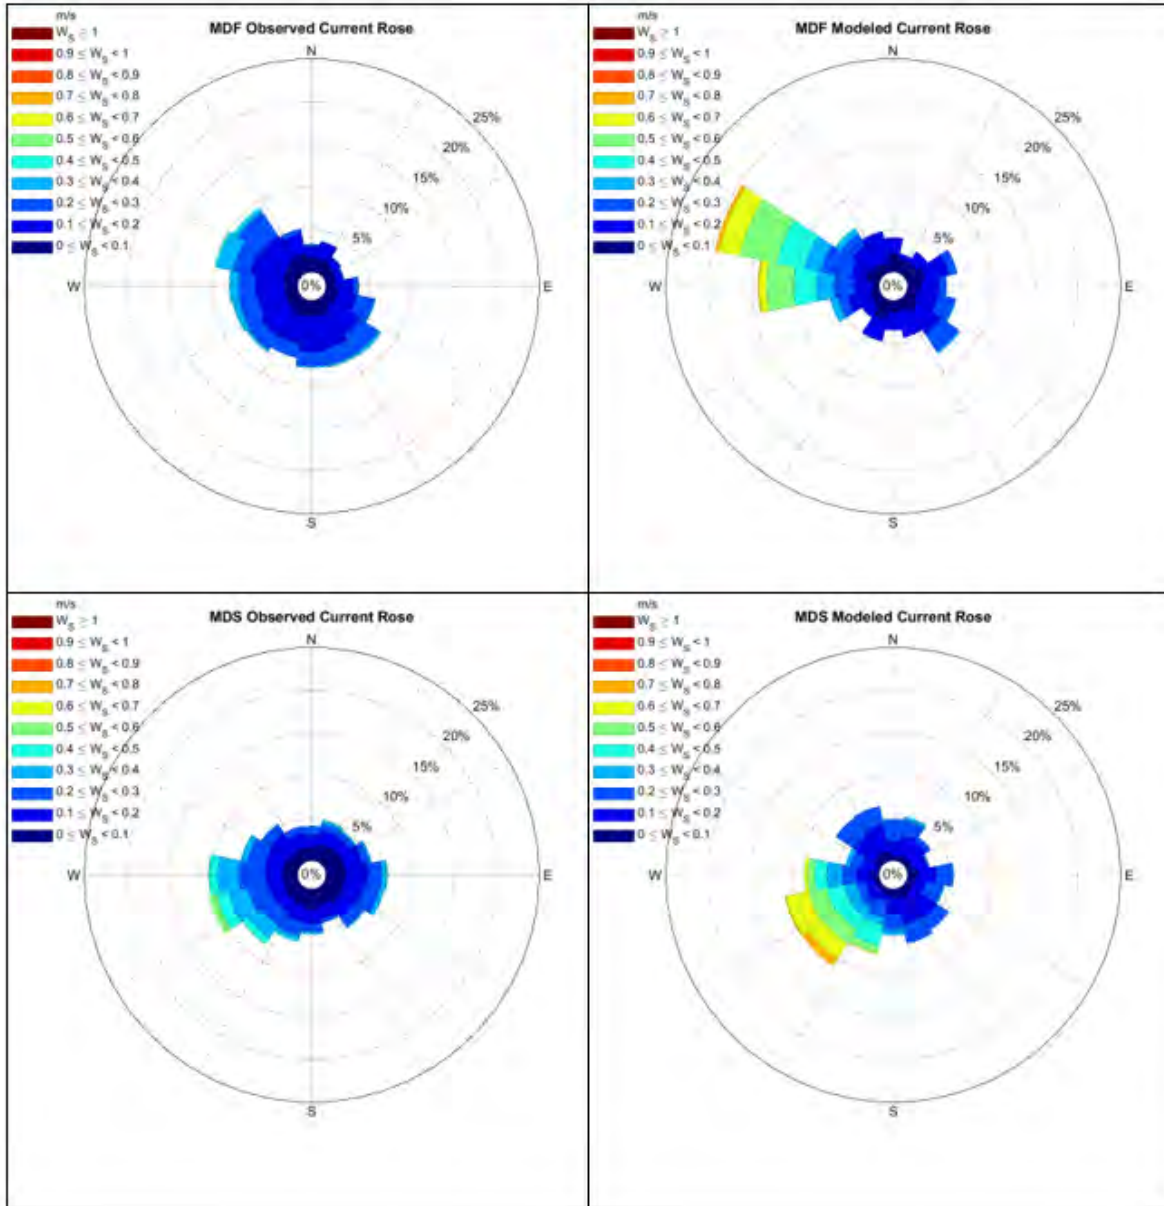 m/s
MDF Observed Current Rose
W_S ≥ 1
0.9 ≤ W_S < 1
0.8 ≤ W_S < 0.9
0.7 ≤ W_S < 0.8
0.6 ≤ W_S < 0.7
0.5 ≤ W_S < 0.6
0.4 ≤ W_S < 0.5
0.3 ≤ W_S < 0.4
0.2 ≤ W_S < 0.3
0.1 ≤ W_S < 0.2
0 ≤ W_S < 0.1
N
25%
20%
15%
10%
5%
0%
W
E
S
m/s
MDF Modeled Current Rose
W_S ≥ 1
0.9 ≤ W_S < 1
0.8 ≤ W_S < 0.9
0.7 ≤ W_S < 0.8
0.6 ≤ W_S < 0.7
0.5 ≤ W_S < 0.6
0.4 ≤ W_S < 0.5
0.3 ≤ W_S < 0.4
0.2 ≤ W_S < 0.3
0.1 ≤ W_S < 0.2
0 ≤ W_S < 0.1
N
25%
20%
15%
10%
5%
0%
W
E
S
m/s
MDS Observed Current Rose
W_S ≥ 1
0.9 ≤ W_S < 1
0.8 ≤ W_S < 0.9
0.7 ≤ W_S < 0.8
0.6 ≤ W_S < 0.7
0.5 ≤ W_S < 0.6
0.4 ≤ W_S < 0.5
0.3 ≤ W_S < 0.4
0.2 ≤ W_S < 0.3
0.1 ≤ W_S < 0.2
0 ≤ W_S < 0.1
N
25%
20%
15%
10%
5%
0%
W
E
S
m/s
MDS Modeled Current Rose
W_S ≥ 1
0.9 ≤ W_S < 1
0.8 ≤ W_S < 0.9
0.7 ≤ W_S < 0.8
0.6 ≤ W_S < 0.7
0.5 ≤ W_S < 0.6
0.4 ≤ W_S < 0.5
0.3 ≤ W_S < 0.4
0.2 ≤ W_S < 0.3
0.1 ≤ W_S < 0.2
0 ≤ W_S < 0.1
N
25%
20%
15%
10%
5%
0%
W
E
S